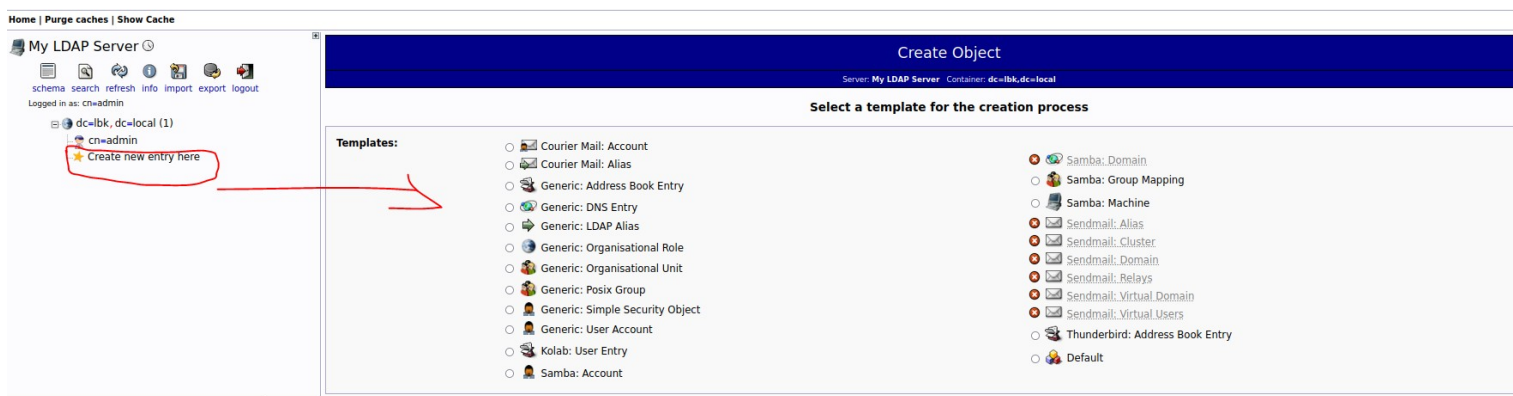 Home | Purge caches | Show Cache
My LDAP Server
schema search refresh info import export logout
Logged in as: cn=admin
dc=lbk, dc=local (1)
cn=admin
Create new entry here
Create Object
Server: My LDAP Server Container: dc=lbk,dc=local
Select a template for the creation process
Templates:
Courier Mail: Account
Courier Mail: Alias
Generic: Address Book Entry
Generic: DNS Entry
Generic: LDAP Alias
Generic: Organisational Role
Generic: Organisational Unit
Generic: Posix Group
Generic: Simple Security Object
Generic: User Account
Kolab: User Entry
Samba: Account
Samba: Domain
Samba: Group Mapping
Samba: Machine
Sendmail: Alias
Sendmail: Cluster
Sendmail: Domain
Sendmail: Relays
Sendmail: Virtual Domain
Sendmail: Virtual Users
Thunderbird: Address Book Entry
Default